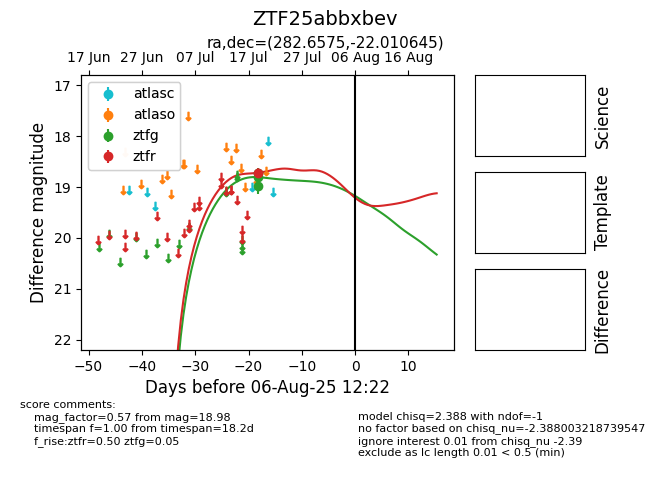 ZTF25abbxbev
ra,dec=(282.6575,-22.010645)
17 Jun 27 Jun 07 Jul 17 Jul 27 Jul 06 Aug 16 Aug
atlasc
atlaso
ztfg
ztfr
17
18
19
20
21
22
Difference magnitude
−50 −40 −30 −20 −10 0 10
Days before 06-Aug-25 12:22
Science
Template
Difference
score comments:
mag_factor=0.57 from mag=18.98
timespan f=1.00 from timespan=18.2d
f_rise:ztfr=0.50 ztfg=0.05
model chisq=2.388 with ndof=-1
no factor based on chisq_nu=-2.388003218739547
ignore interest 0.01 from chisq_nu -2.39
exclude as lc length 0.01 < 0.5 (min)